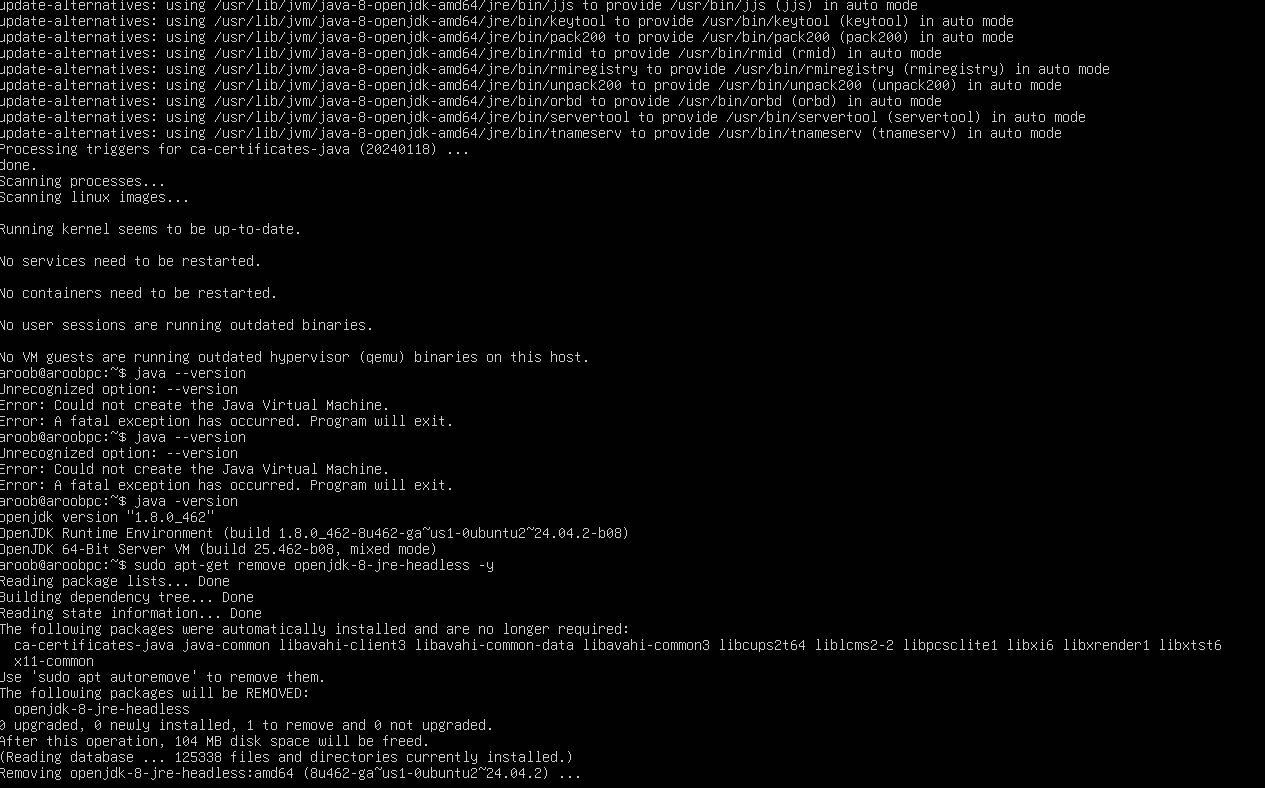 update-alternatives: using /usr/lib/jvm/java-8-openjdk-amd64/jre/bin/jjs to provide /usr/bin/jjs (jjs) in auto mode
update-alternatives: using /usr/lib/jvm/java-8-openjdk-amd64/jre/bin/keytool to provide /usr/bin/keytool (keytool) in auto mode
update-alternatives: using /usr/lib/jvm/java-8-openjdk-amd64/jre/bin/pack200 to provide /usr/bin/pack200 (pack200) in auto mode
update-alternatives: using /usr/lib/jvm/java-8-openjdk-amd64/jre/bin/rmid to provide /usr/bin/rmid (rmid) in auto mode
update-alternatives: using /usr/lib/jvm/java-8-openjdk-amd64/jre/bin/rmiregistry to provide /usr/bin/rmiregistry (rmiregistry) in auto mode
update-alternatives: using /usr/lib/jvm/java-8-openjdk-amd64/jre/bin/unpack200 to provide /usr/bin/unpack200 (unpack200) in auto mode
update-alternatives: using /usr/lib/jvm/java-8-openjdk-amd64/jre/bin/orbd to provide /usr/bin/orbd (orbd) in auto mode
update-alternatives: using /usr/lib/jvm/java-8-openjdk-amd64/jre/bin/servertool to provide /usr/bin/servertool (servertool) in auto mode
update-alternatives: using /usr/lib/jvm/java-8-openjdk-amd64/jre/bin/tnameserv to provide /usr/bin/tnameserv (tnameserv) in auto mode
Processing triggers for ca-certificates-java (20240118) ...
done.
Scanning processes...
Scanning linux images...
Running kernel seems to be up-to-date.
No services need to be restarted.
No containers need to be restarted.
No user sessions are running outdated binaries.
No VM guests are running outdated hypervisor (qemu) binaries on this host.
aroob@aroobpc:~$ java --version
Unrecognized option: --version
Error: Could not create the Java Virtual Machine.
Error: A fatal exception has occurred. Program will exit.
aroob@aroobpc:~$ java --version
Unrecognized option: --version
Error: Could not create the Java Virtual Machine.
Error: A fatal exception has occurred. Program will exit.
aroob@aroobpc:~$ java -version
openjdk version "1.8.0_462"
OpenJDK Runtime Environment (build 1.8.0_462-8u462-ga~us1-0ubuntu2~24.04.2-b08)
OpenJDK 64-Bit Server VM (build 25.462-b08, mixed mode)
aroob@aroobpc:~$ sudo apt-get remove openjdk-8-jre-headless -y
Reading package lists... Done
Building dependency tree... Done
Reading state information... Done
The following packages were automatically installed and are no longer required:
ca-certificates-java java-common libavahi-client3 libavahi-common-data libavahi-common3 libcups2t64 liblcms2-2 libpcsclite1 libxi6 libxrender1 libxtst6
x11-common
Use 'sudo apt autoremove' to remove them.
The following packages will be REMOVED:
openjdk-8-jre-headless
0 upgraded, 0 newly installed, 1 to remove and 0 not upgraded.
After this operation, 104 MB disk space will be freed.
(Reading database ... 125338 files and directories currently installed.)
Removing openjdk-8-jre-headless:amd64 (8u462-ga~us1-0ubuntu2~24.04.2) ...